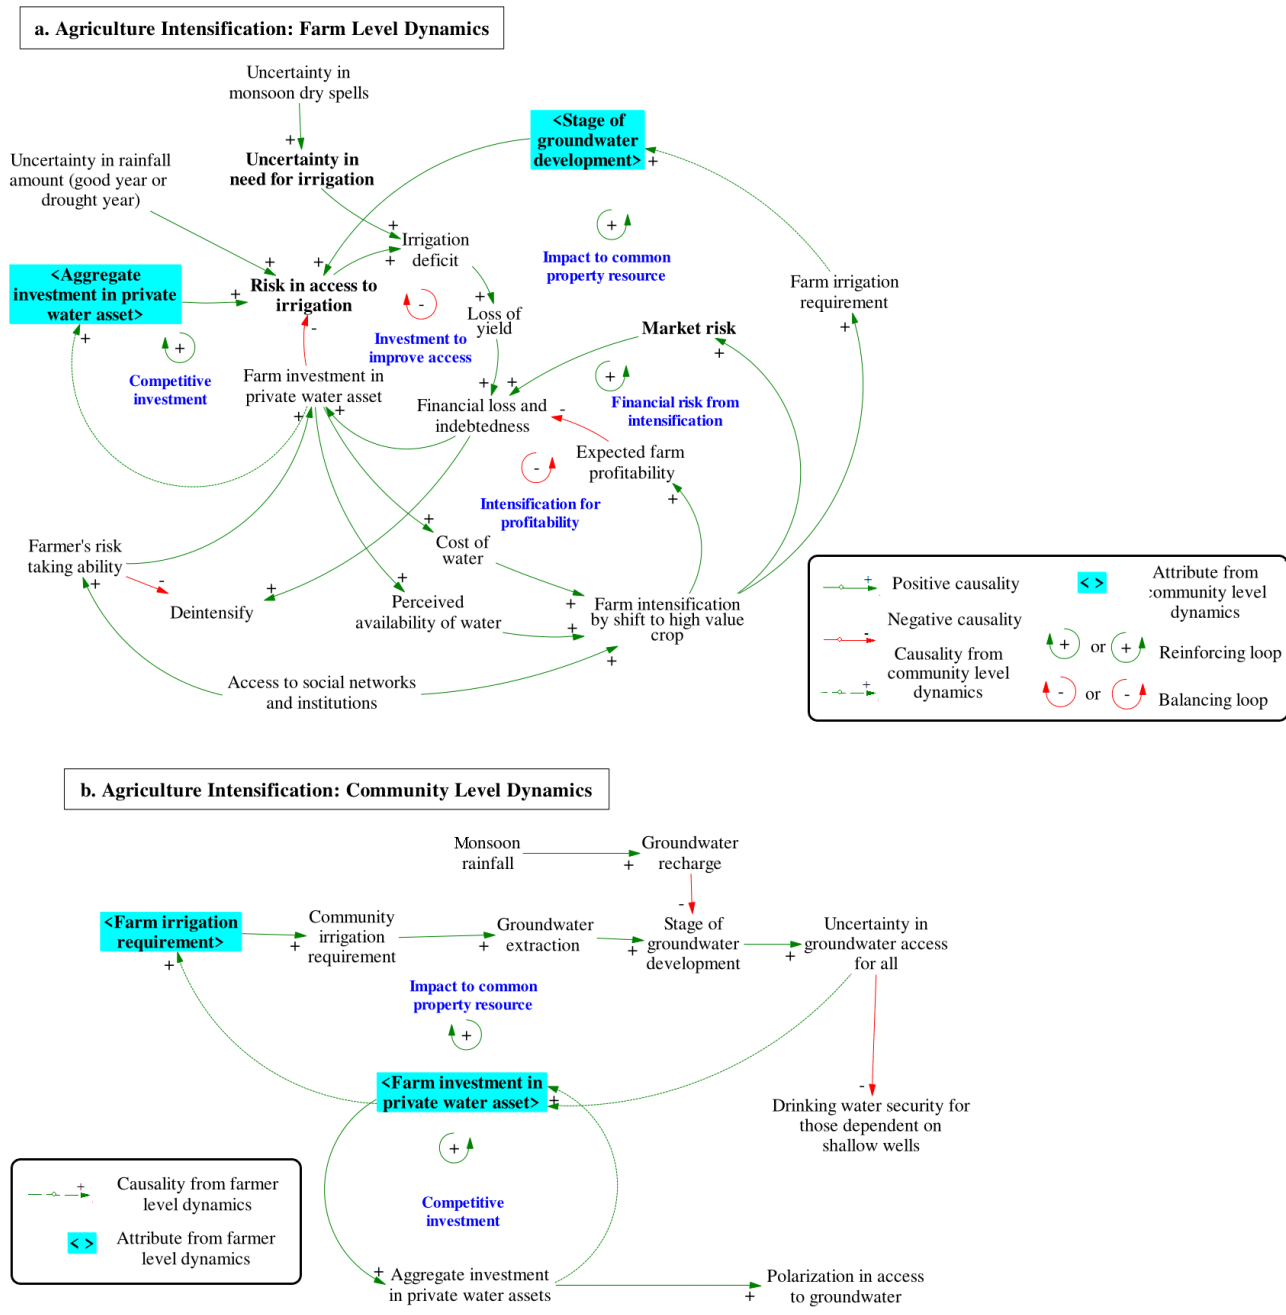 a. Agriculture Intensification: Farm Level Dynamics
Uncertainty in
monsoon dry spells
+
Uncertainty in
need for irrigation
<Stage of
groundwater
development>
+
Uncertainty in rainfall
amount (good year or
drought year)
+
Irrigation
deficit
+
+
Impact to common
property resource
<Aggregate
investment in private
water asset>
+
+
+
+
Risk in access to
irrigation
-
-
Investment to
improve access
+
Loss of
yield
Farm irrigation
requirement
+
Market risk
+
+
+
Competitive
investment
Farm investment in
private water asset
+
+
+
+
Financial loss and
indebtedness
-
+
Financial risk from
intensification
Expected farm
profitability
+
-
Intensification for
profitability
+
Cost of
water
Farmer's risk
taking ability
+
-
Deintensify
+
+
Perceived
availability of water
+
+
+
Farm intensification
by shift to high value
crop
Access to social networks
and institutions
+
Positive causality
-
Negative causality
+
Causality from
community level
dynamics
< >
Attribute from
community level
dynamics
+ or +
Reinforcing loop
- or -
Balancing loop
b. Agriculture Intensification: Community Level Dynamics
Monsoon
rainfall
+
Groundwater
recharge
-
<Farm irrigation
requirement>
+
+
Community
irrigation
requirement
+
Groundwater
extraction
+
Stage of
groundwater
development
+
Uncertainty in
groundwater access
for all
Impact to common
property resource
+
<Farm investment in
private water asset>
+
-
Drinking water security for
those dependent on
shallow wells
+
Competitive
investment
+
Aggregate investment
in private water assets
+
Polarization in access
to groundwater
+
Causality from farmer
level dynamics
< >
Attribute from farmer
level dynamics